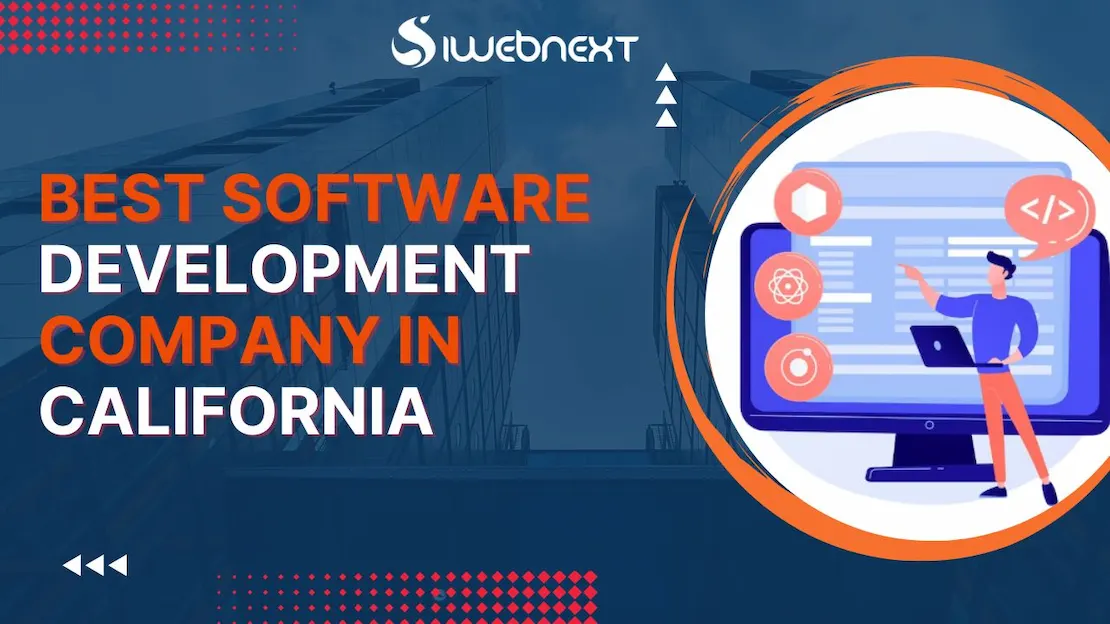 IWEBNEXT
BEST SOFTWARE
DEVELOPMENT
COMPANY IN
CALIFORNIA
</>